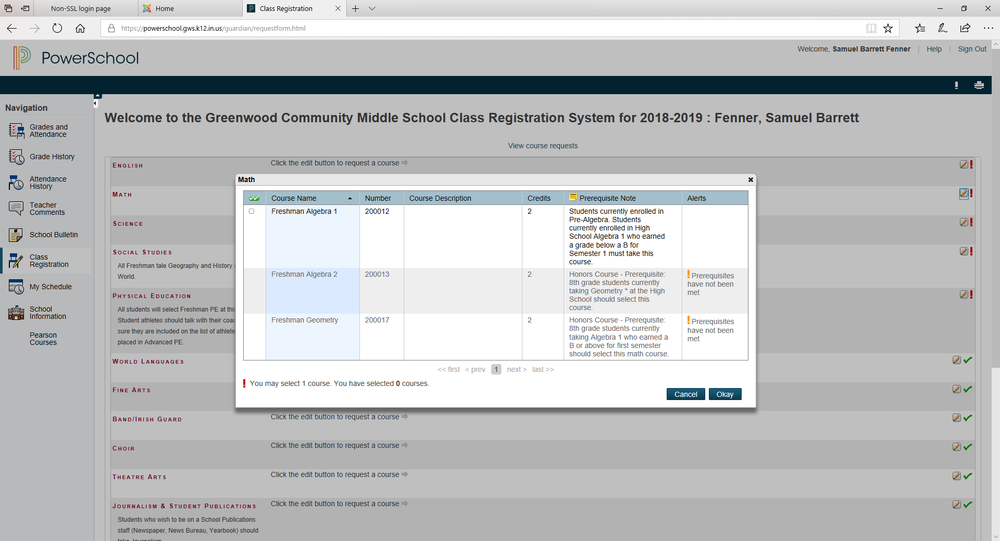 Non-SSL login page
Home
Class Registration
https://powerschool.gws.k12.in.us/guardian/requestform.html
PowerSchool
Welcome, Samuel Barrett Fenner | Help | Sign Out
Navigation
Grades and
Attendance
Grade History
Attendance
History
Teacher
Comments
School Bulletin
Class
Registration
My Schedule
School
Information
Pearson
Courses
Welcome to the Greenwood Community Middle School Class Registration System for 2018-2019 : Fenner, Samuel Barrett
View course requests
English
Click the edit button to request a course
Math
Science
Social Studies
All Freshman tale Geography and History
World.
Physical Education
All students will select Freshman PE at
Student athletes should talk with their
sure they are included on the list of
placed in Advanced PE.
World Languages
Fine Arts
Band/Irish Guard
Click the edit button to request a course
Choir
Click the edit button to request a course
Theatre Arts
Click the edit button to request a course
Journalism & Student Publications
Click the edit button to request a course
Students who wish to be on a School Publications
staff (Newspaper, News Bureau, Yearbook) should
take Journalism
Math
Course Name Number Course Description Credits Prerequisite Note Alerts
Freshman Algebra 1 200012 2
Students currently enrolled in
Pre-Algebra. Students
currently enrolled in High
School Algebra 1 who earned
a grade below a B for
Semester 1 must take this
course.
Freshman Algebra 2 200013 2
Honors Course - Prerequisite:
8th grade students currently
taking Geometry * at the High
School should select this
course.
Prerequisites
have not been
met
Freshman Geometry 200017 2
Honors Course - Prerequisite:
8th grade students currently
taking Algebra 1 who earned a
B or above for first semester
should select this math course.
Prerequisites
have not been
met
<< first < prev 1 next > last >>
You may select 1 course. You have selected 0 courses.
Cancel Okay